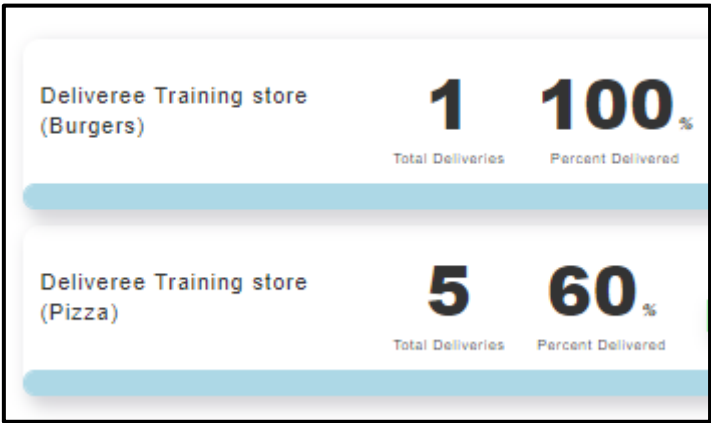 Deliveree Training store
(Burgers)
1
Total Deliveries
100%
Percent Delivered
Deliveree Training store
(Pizza)
5
Total Deliveries
60%
Percent Delivered